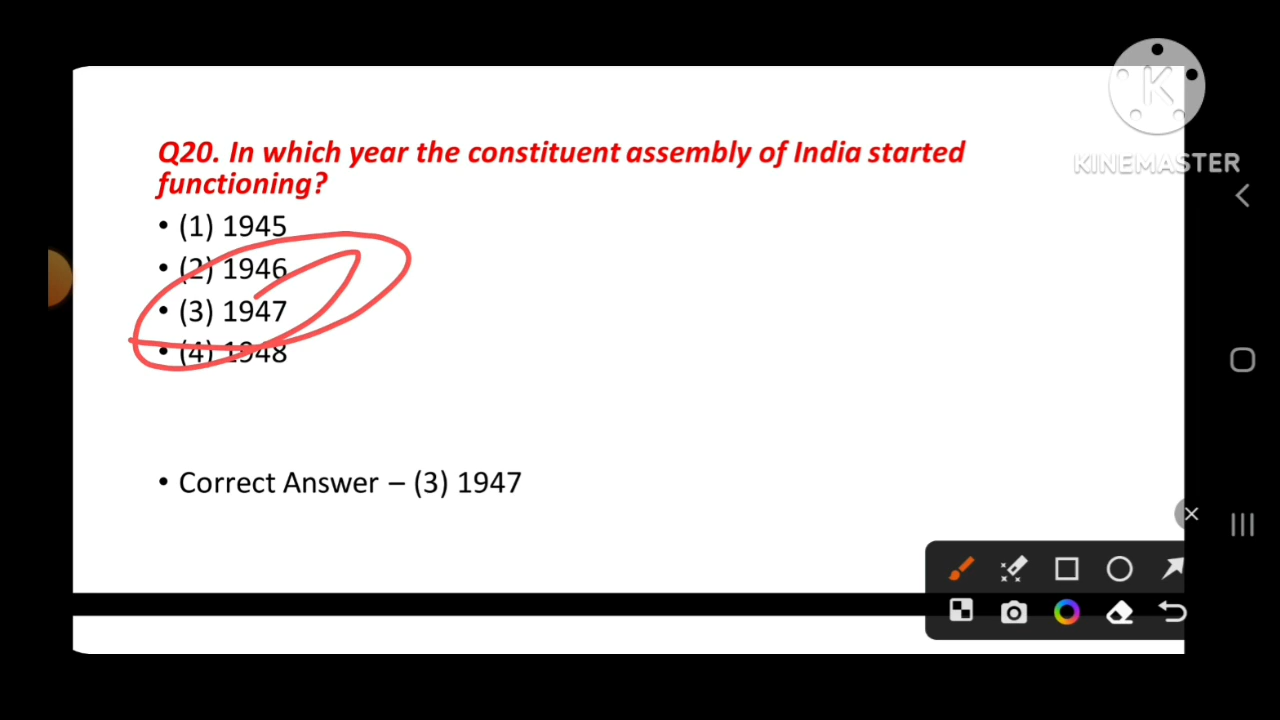 KINEMASTER
Q20. In which year the constituent assembly of India started
functioning?
• (1) 1945
• (2) 1946
• (3) 1947
• (4) 1948
• Correct Answer – (3) 1947